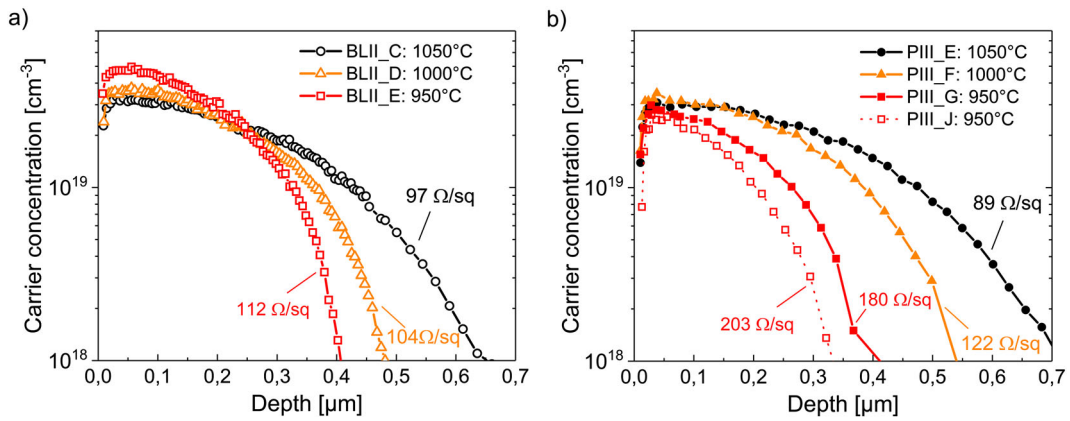 a)
BLII_C: 1050°C
BLII_D: 1000°C
BLII_E: 950°C
Carrier concentration [cm⁻³]
10¹⁹
10¹⁸
97 Ω/sq
112 Ω/sq
104Ω/sq
0,0 0,1 0,2 0,3 0,4 0,5 0,6 0,7
Depth [µm]
b)
PIII_E: 1050°C
PIII_F: 1000°C
PIII_G: 950°C
PIII_J: 950°C
Carrier concentration [cm⁻³]
10¹⁹
10¹⁸
89 Ω/sq
180 Ω/sq
203 Ω/sq
122 Ω/sq
0,0 0,1 0,2 0,3 0,4 0,5 0,6 0,7
Depth [µm]